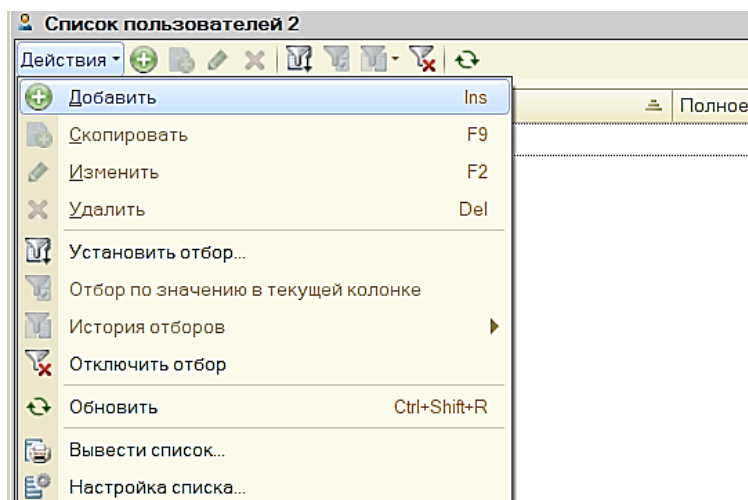 Список пользователей 2
Действия
Полное
Добавить Ins
Скопировать F9
Изменить F2
Удалить Del
Установить отбор...
Отбор по значению в текущей колонке
История отборов
Отключить отбор
Обновить Ctrl+Shift+R
Вывести список...
Настройка списка...